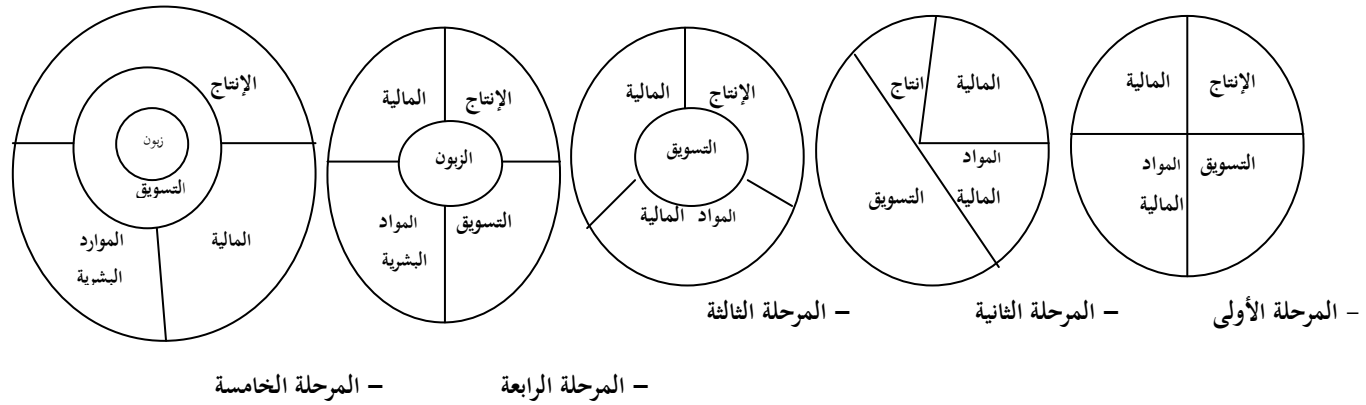 الإنتاج
المالية
التسويق
المواد
المالية
– المرحلة الأولى
المالية
انتاج
المواد
المالية
التسويق
– المرحلة الثانية
الإنتاج
المالية
التسويق
المواد المالية
– المرحلة الثالثة
الإنتاج
المالية
الزبون
التسويق
المواد
البشرية
– المرحلة الرابعة
الإنتاج
زبون
التسويق
المالية
الموارد
البشرية
– المرحلة الخامسة